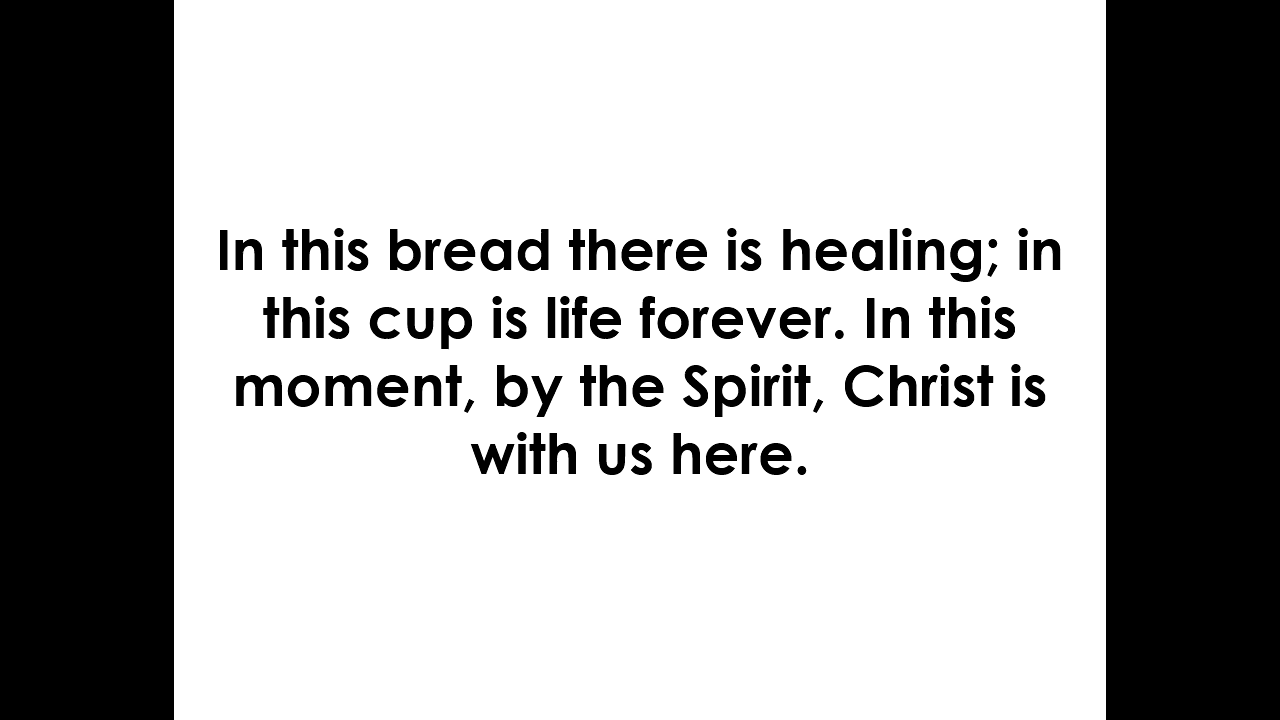 In this bread there is healing; in
this cup is life forever. In this
moment, by the Spirit, Christ is
with us here.